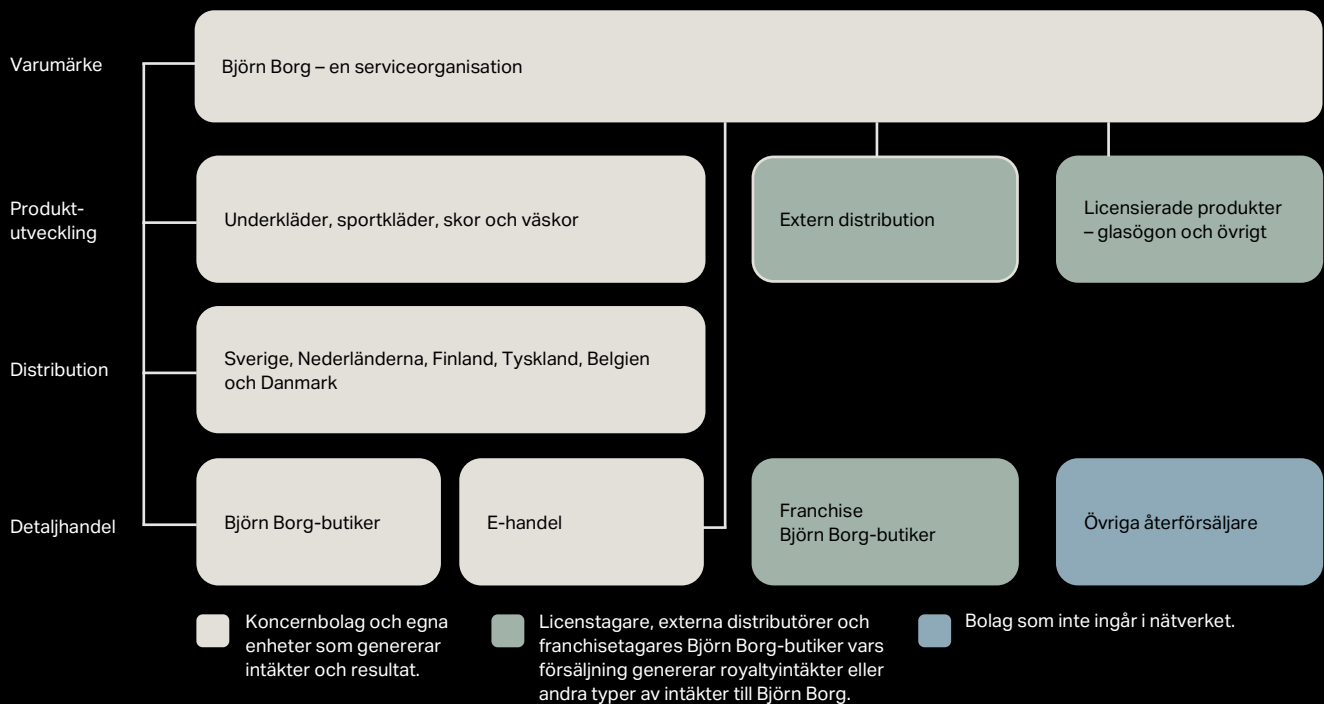 Varumärke
Björn Borg – en serviceorganisation
Produkt-
utveckling
Underkläder, sportkläder, skor och väskor
Extern distribution
Licensierade produkter
– glasögon och övrigt
Distribution
Sverige, Nederländerna, Finland, Tyskland, Belgien
och Danmark
Detaljhandel
Björn Borg-butiker
E-handel
Franchise
Björn Borg-butiker
Övriga återförsäljare
Koncernbolag och egna
enheter som genererar
intäkter och resultat.
Licenstagare, externa distributörer och
franchisetagares Björn Borg-butiker vars
försäljning genererar royaltyintäkter eller
andra typer av intäkter till Björn Borg.
Bolag som inte ingår i nätverket.